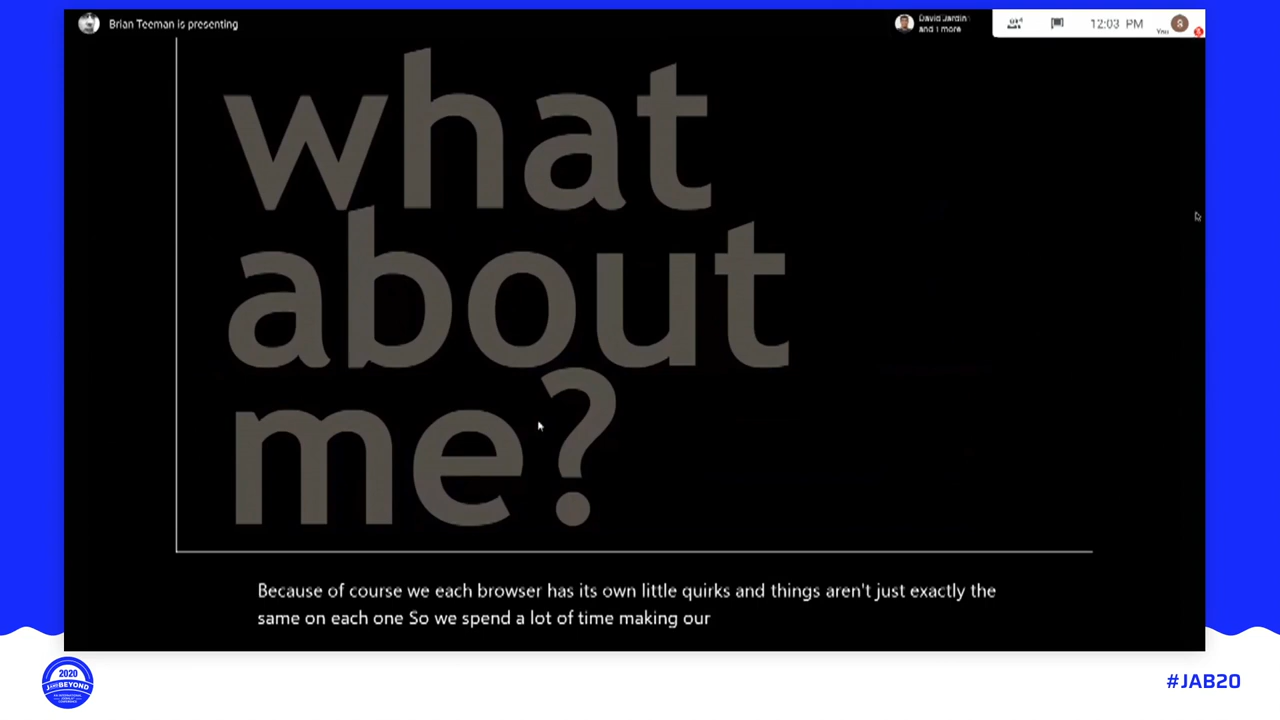 Brian Teeman is presenting
David Jardin
and 1 more
12:03 PM
You
S
what
about
me?
Because of course we each browser has its own little quirks and things aren't just exactly the
same on each one So we spend a lot of time making our
2020
JANDBEYOND
#JAB20